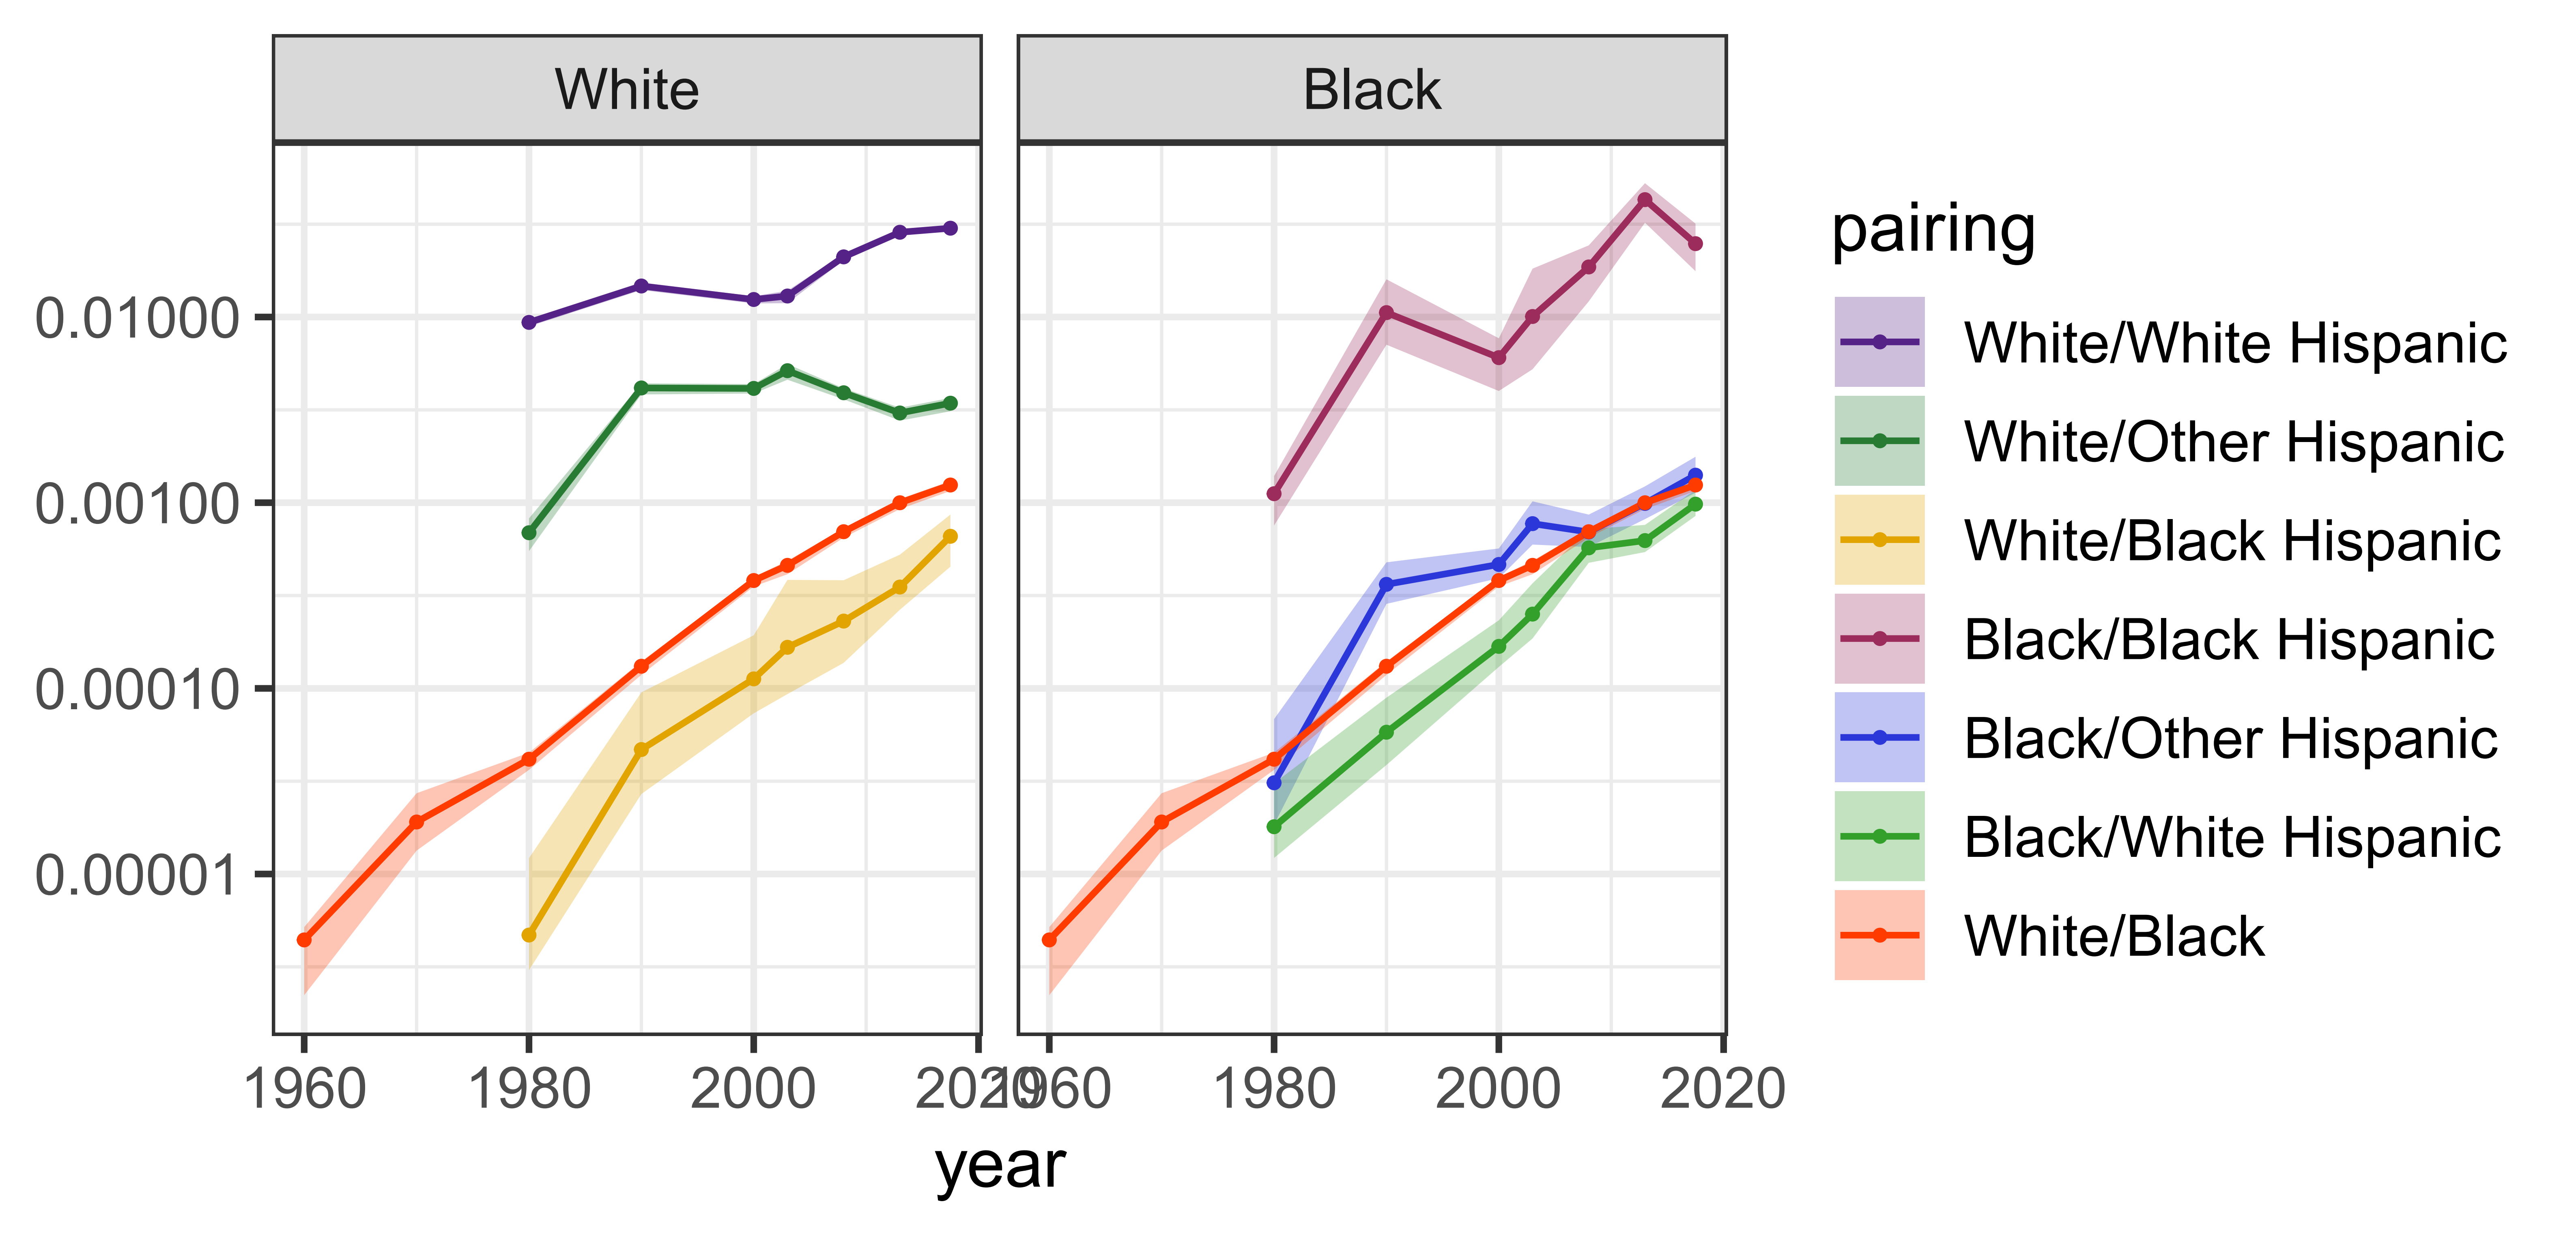 White
Black
0.01000
0.00100
0.00010
0.00001
1960
1980
2000
2020
1960
1980
2000
2020
year
pairing
White/White Hispanic
White/Other Hispanic
White/Black Hispanic
Black/Black Hispanic
Black/Other Hispanic
Black/White Hispanic
White/Black